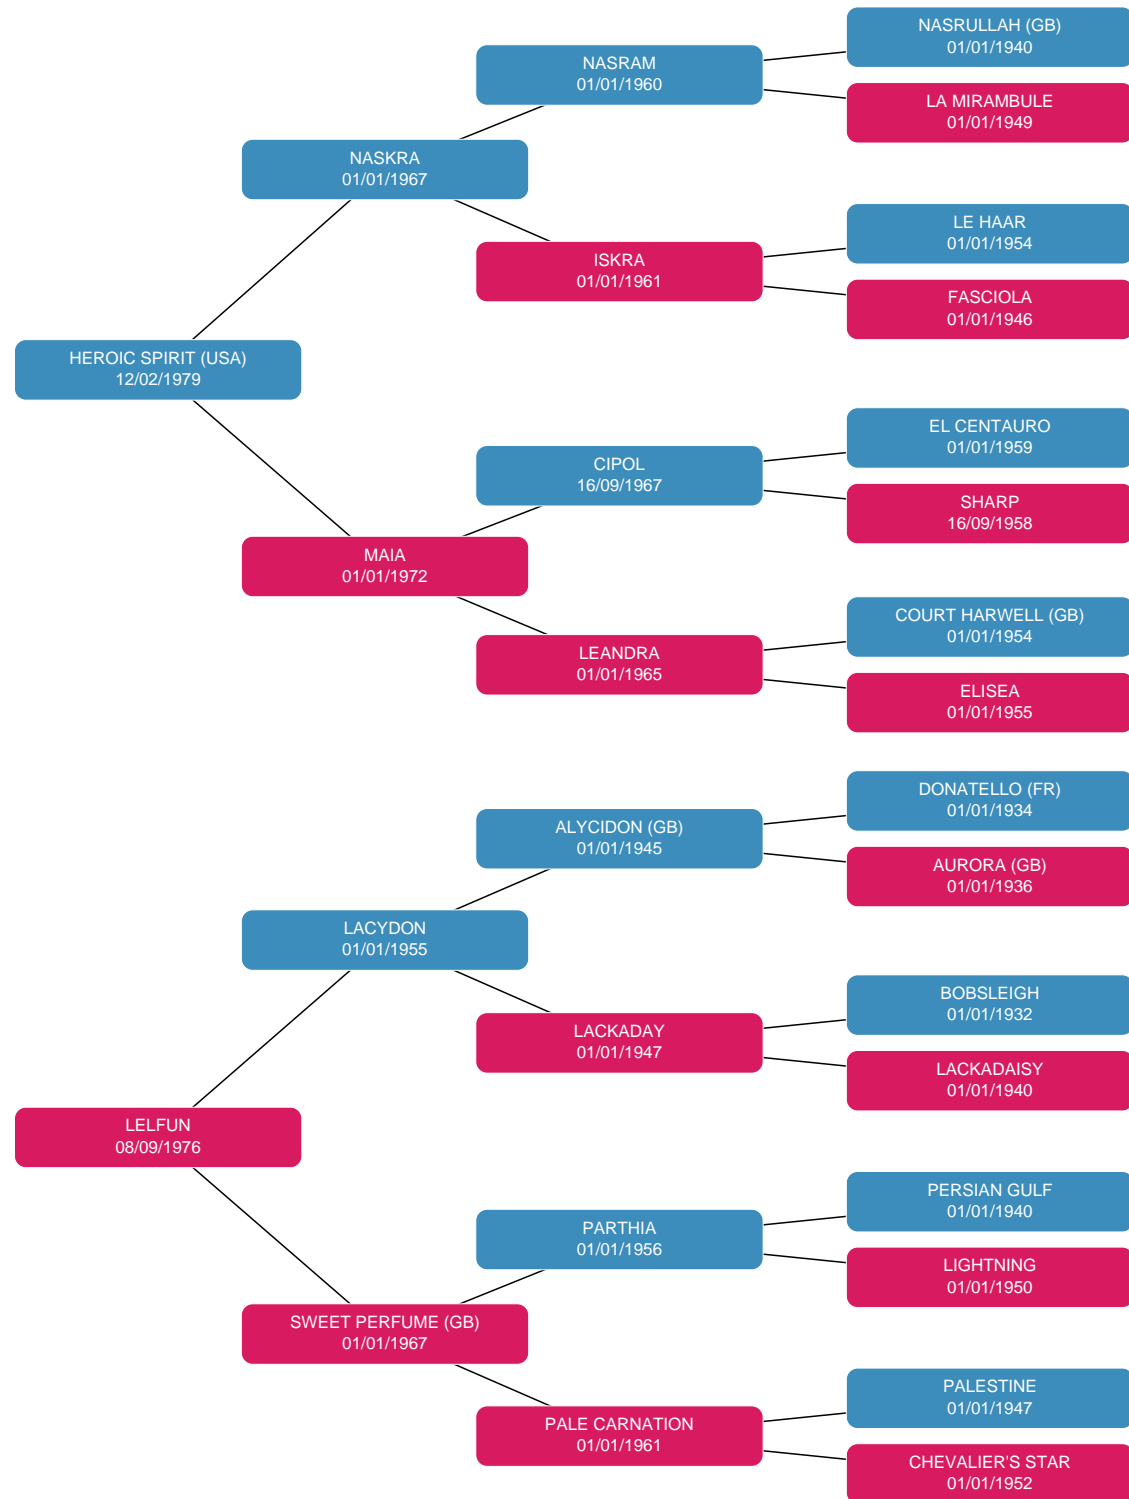 NASRULLAH (GB)
01/01/1940
NASRAM
01/01/1960
LA MIRAMBULE
01/01/1949
NASKRA
01/01/1967
LE HAAR
01/01/1954
ISKRA
01/01/1961
FASCIOLA
01/01/1946
HEROIC SPIRIT (USA)
12/02/1979
EL CENTAURO
01/01/1959
CIPOL
16/09/1967
SHARP
16/09/1958
MAIA
01/01/1972
COURT HARWELL (GB)
01/01/1954
LEANDRA
01/01/1965
ELISEA
01/01/1955
DONATELLO (FR)
01/01/1934
ALYCIDON (GB)
01/01/1945
AURORA (GB)
01/01/1936
LACYDON
01/01/1955
BOBSLEIGH
01/01/1932
LACKADAY
01/01/1947
LACKADAISY
01/01/1940
LELFUN
08/09/1976
PERSIAN GULF
01/01/1940
PARTHIA
01/01/1956
LIGHTNING
01/01/1950
SWEET PERFUME (GB)
01/01/1967
PALESTINE
01/01/1947
PALE CARNATION
01/01/1961
CHEVALIER'S STAR
01/01/1952